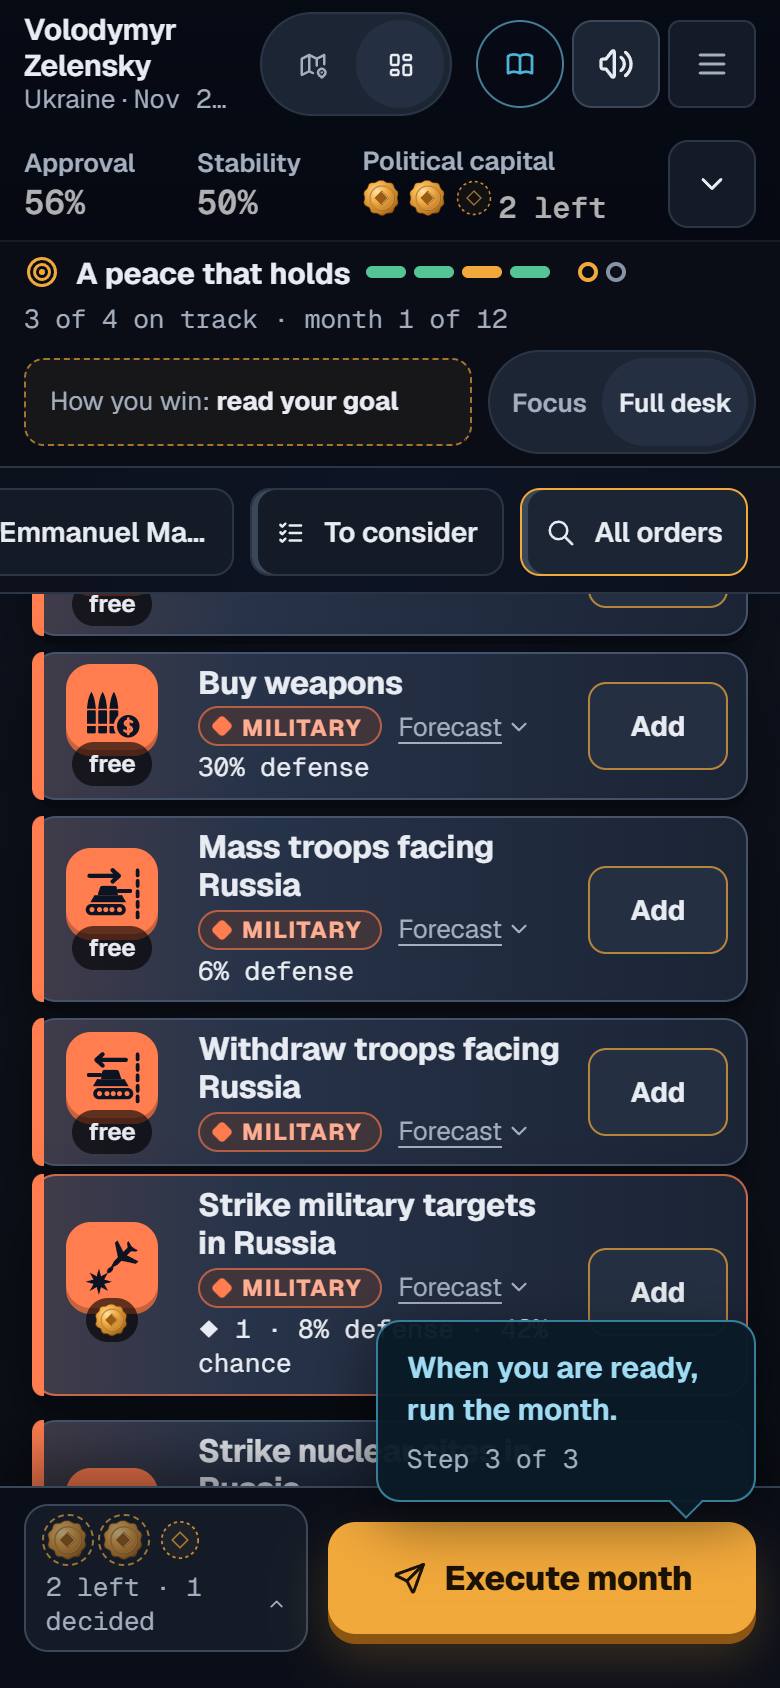 Volodymyr
Zelensky
Ukraine · Nov 2…
Approval
56%
Stability
50%
Political capital
2 left
A peace that holds
3 of 4 on track · month 1 of 12
How you win: read your goal
Focus
Full desk
Emmanuel Ma...
To consider
All orders
free
Buy weapons
MILITARY
Forecast
30% defense
free
Add
Mass troops facing
Russia
MILITARY
Forecast
6% defense
free
Add
Withdraw troops facing
Russia
MILITARY
Forecast
free
Add
Strike military targets
in Russia
MILITARY
Forecast
◆ 1 · 8% defense · 42%
chance
Add
When you are ready,
run the month.
Step 3 of 3
Strike nuclear sites in
Russia
2 left · 1
decided
Execute month